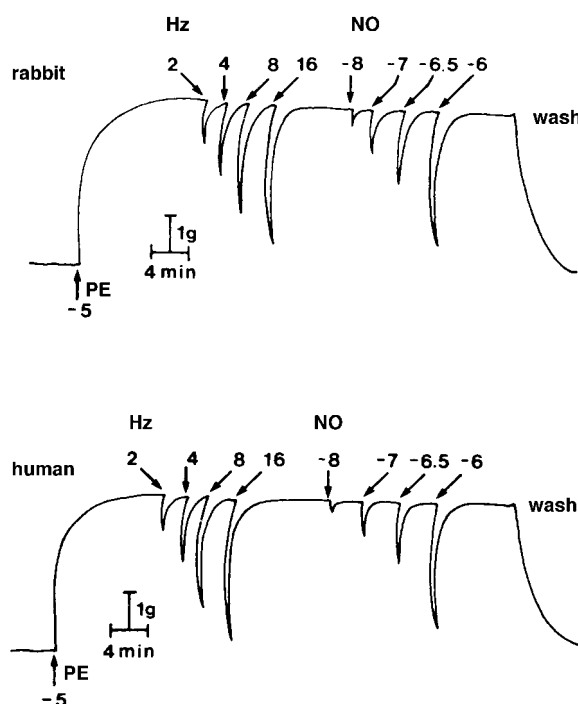 Hz NO
rabbit 2 4 8 16 -8 -7 -6.5 -6
wash
1g
4 min
PE
-5
Hz NO
human 2 4 8 16 -8 -7 -6.5 -6
wash
1g
4 min
PE
-5